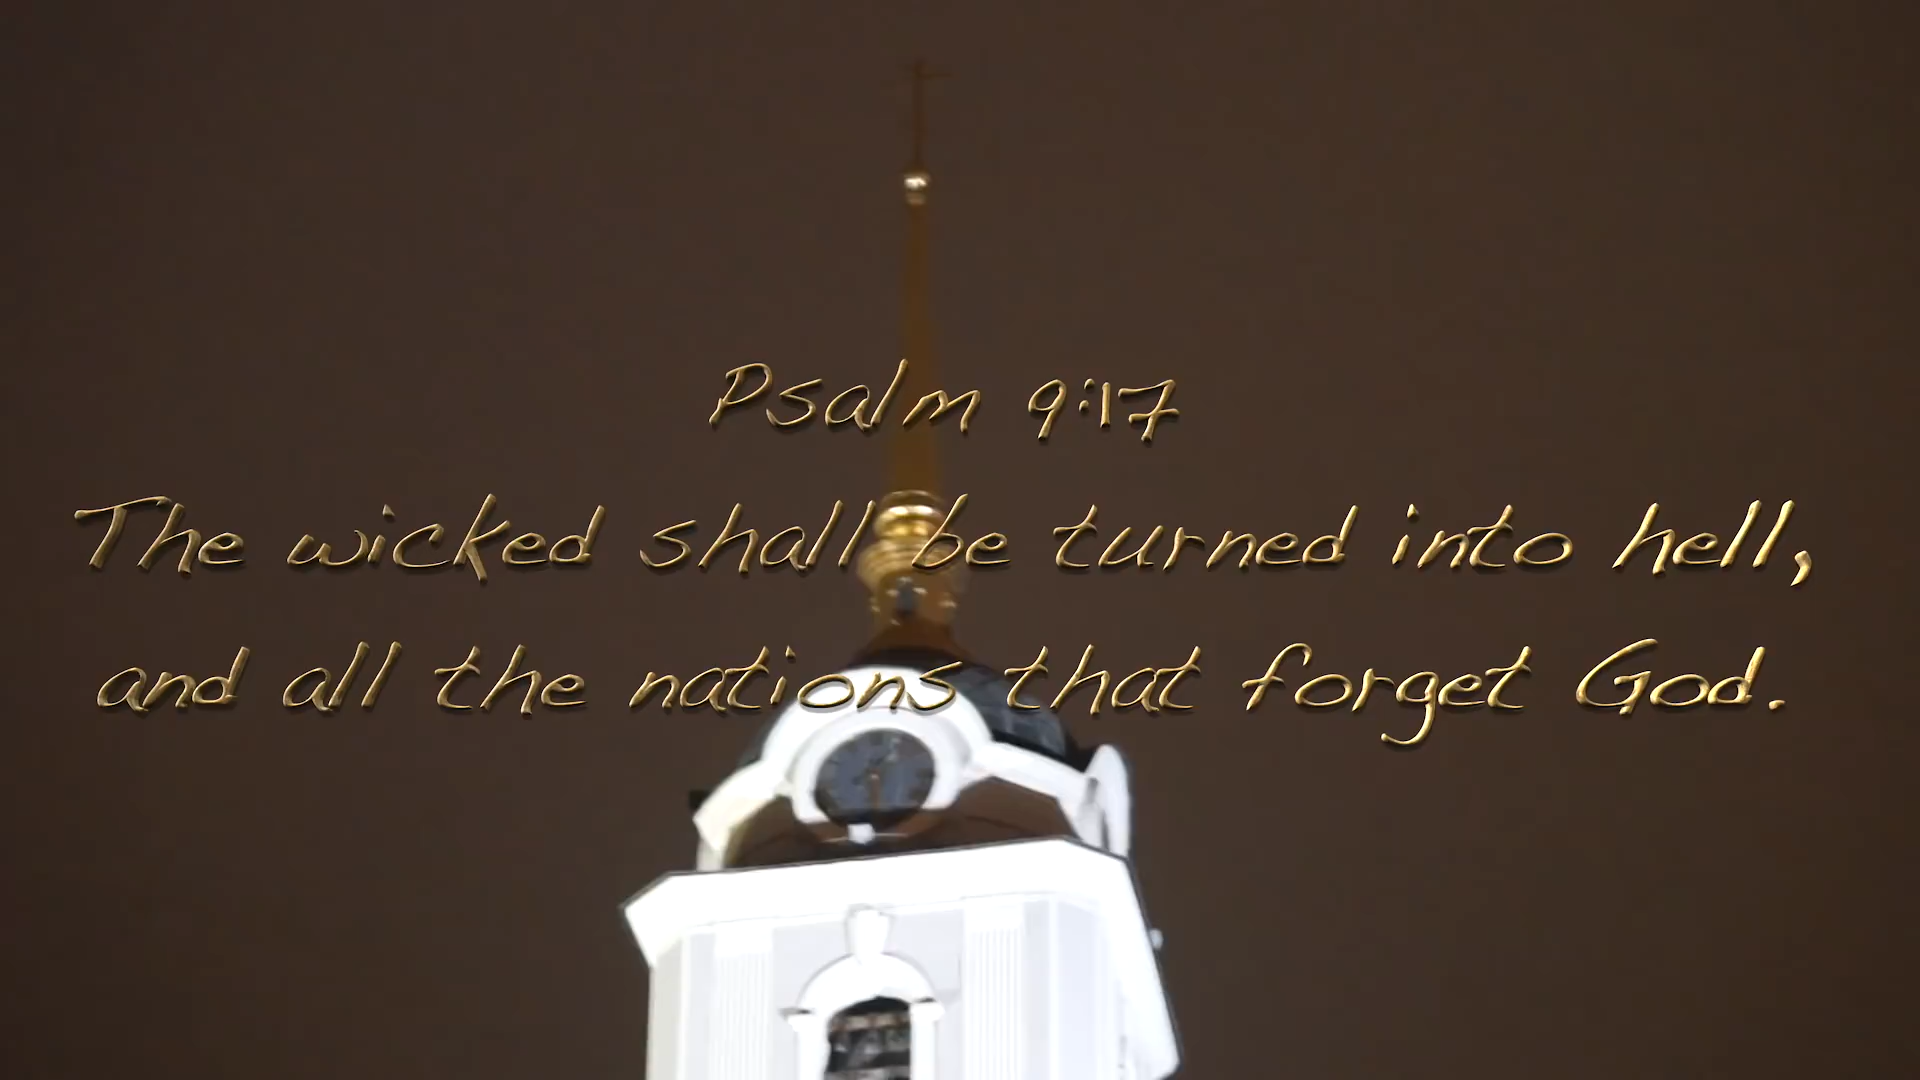 Psalm 9:17
The wicked shall be turned into hell,
and all the nations that forget God.